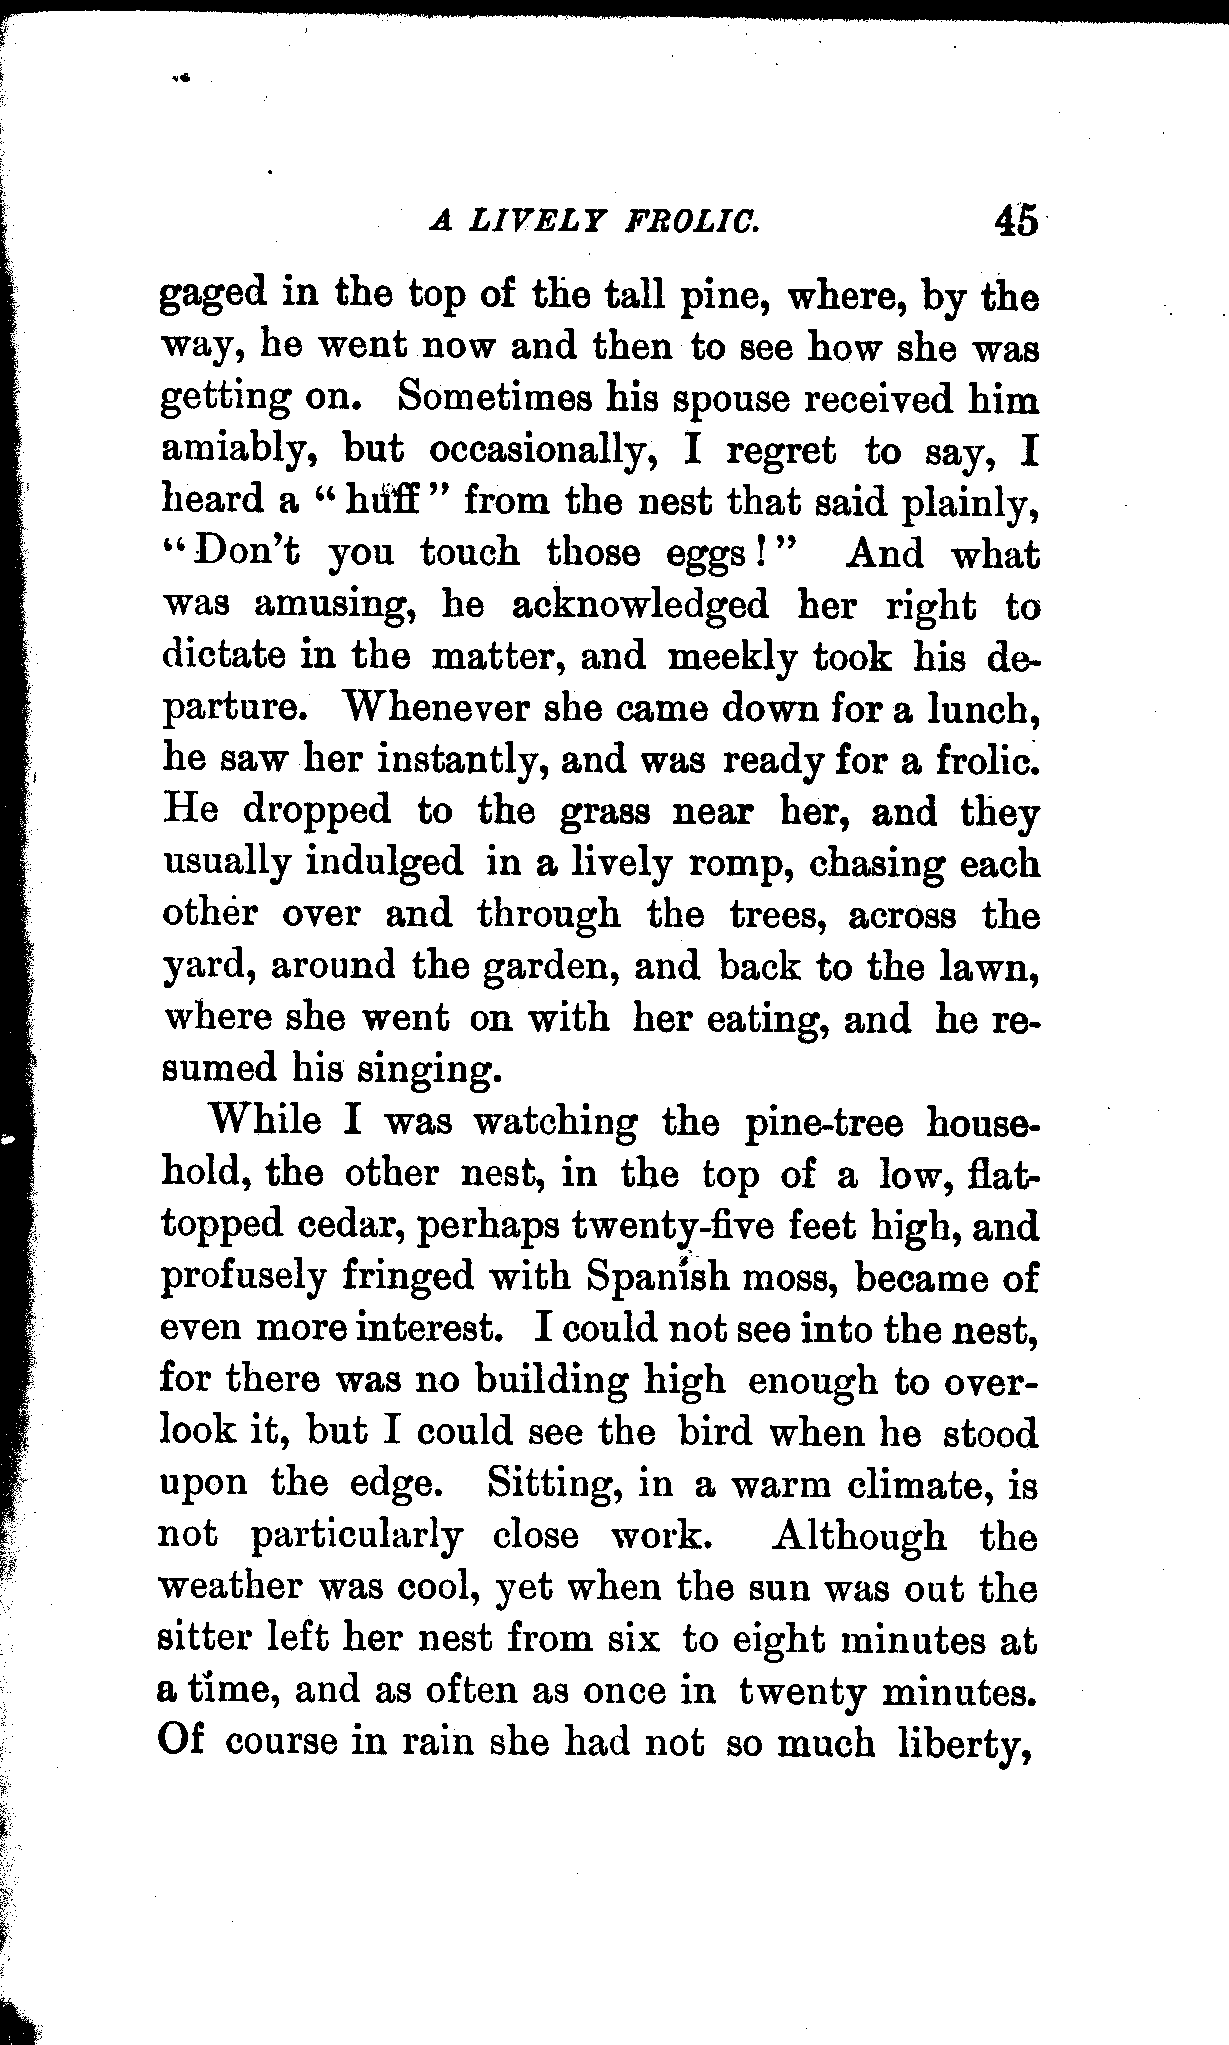 A LIVELY FROLIC. 45
gaged in the top of the tall pine, where, by the
way, he went now and then to see how she was
getting on. Sometimes his spouse received him
amiably, but occasionally, I regret to say, I
heard a “huff” from the nest that said plainly,
“Don't you touch those eggs!” And what
was amusing, he acknowledged her right to
dictate in the matter, and meekly took his de-
parture. Whenever she came down for a lunch,
he saw her instantly, and was ready for a frolic.
He dropped to the grass near her, and they
usually indulged in a lively romp, chasing each
other over and through the trees, across the
yard, around the garden, and back to the lawn,
where she went on with her eating, and he re-
sumed his singing.
While I was watching the pine-tree house-
hold, the other nest, in the top of a low, flat-
topped cedar, perhaps twenty-five feet high, and
profusely fringed with Spanish moss, became of
even more interest. I could not see into the nest,
for there was no building high enough to over-
look it, but I could see the bird when he stood
upon the edge. Sitting, in a warm climate, is
not particularly close work. Although the
weather was cool, yet when the sun was out the
sitter left her nest from six to eight minutes at
a time, and as often as once in twenty minutes.
Of course in rain she had not so much liberty,